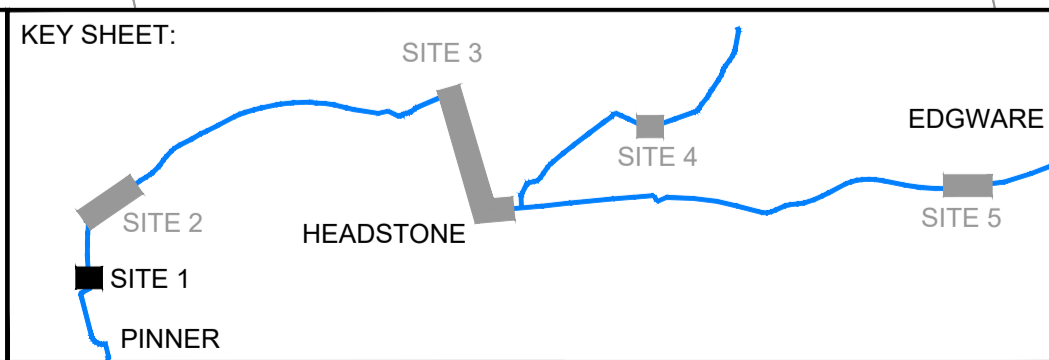 KEY SHEET:
SITE 3
EDGWARE
SITE 4
SITE 2
SITE 5
HEADSTONE
SITE 1
PINNER